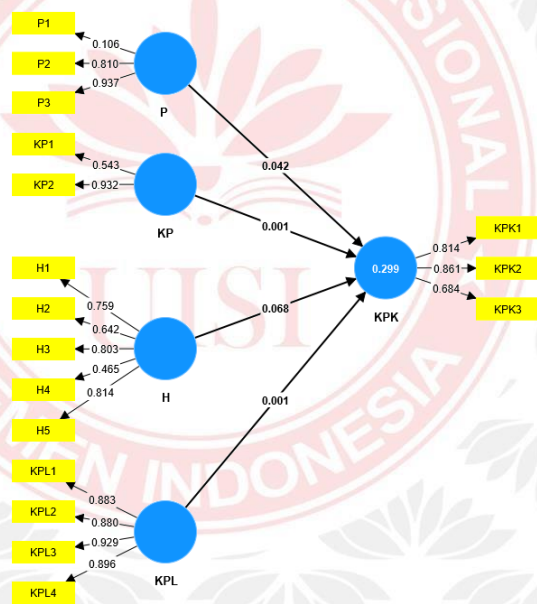 P1
0.106
P2
0.810
P3
0.937
P
0.042
KP1
0.543
KP2
0.932
KP
0.001
KPK1
0.814
0.299
0.861
KPK2
0.684
KPK3
KPK
H1
0.759
H2
0.642
H3
0.803
0.465
H4
0.814
H5
H
0.068
0.001
KPL1
0.883
KPL2
0.880
KPL3
0.929
0.896
KPL4
KPL
UISI
INDONESIA